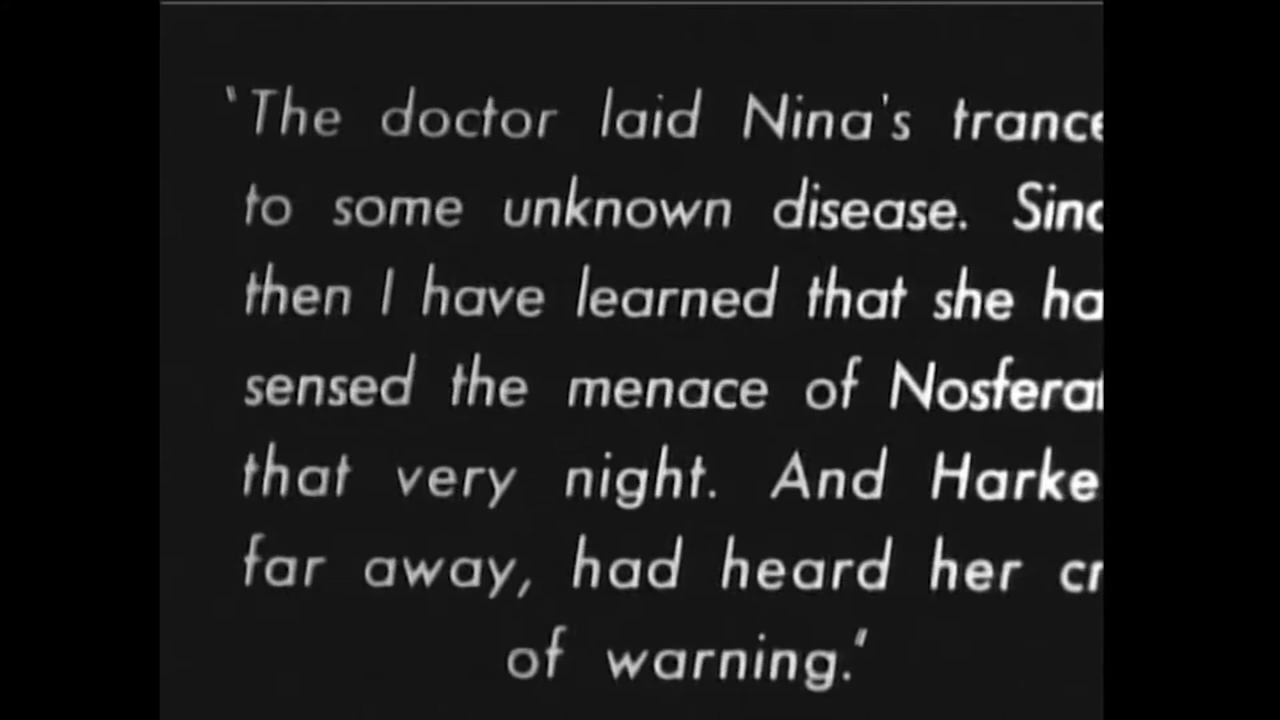 'The doctor laid Nina's trance
to some unknown disease. Sinc
then I have learned that she ha
sensed the menace of Nosferat
that very night. And Harke
far away, had heard her cr
of warning.'